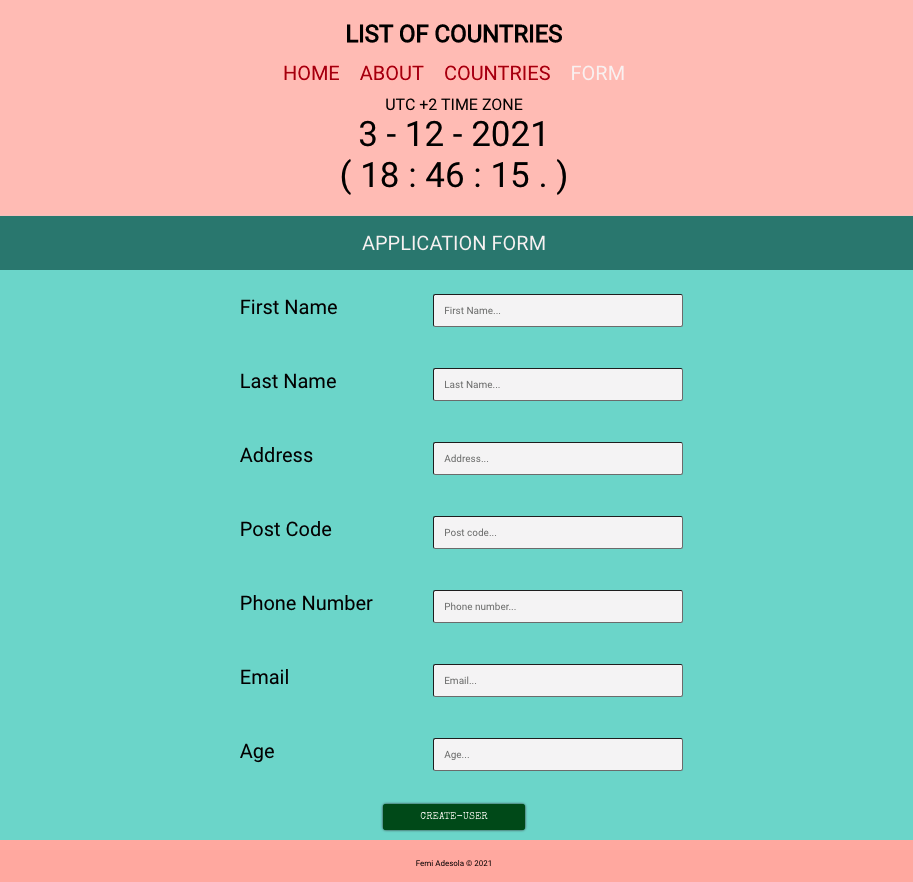 LIST OF COUNTRIES
HOME ABOUT COUNTRIES FORM
UTC +2 TIME ZONE
3 - 12 - 2021
( 18 : 46 : 15 . )
APPLICATION FORM
First Name First Name...
Last Name Last Name...
Address Address...
Post Code Post code...
Phone Number Phone number...
Email Email...
Age Age...
CREATE-USER
Femi Adesola © 2021